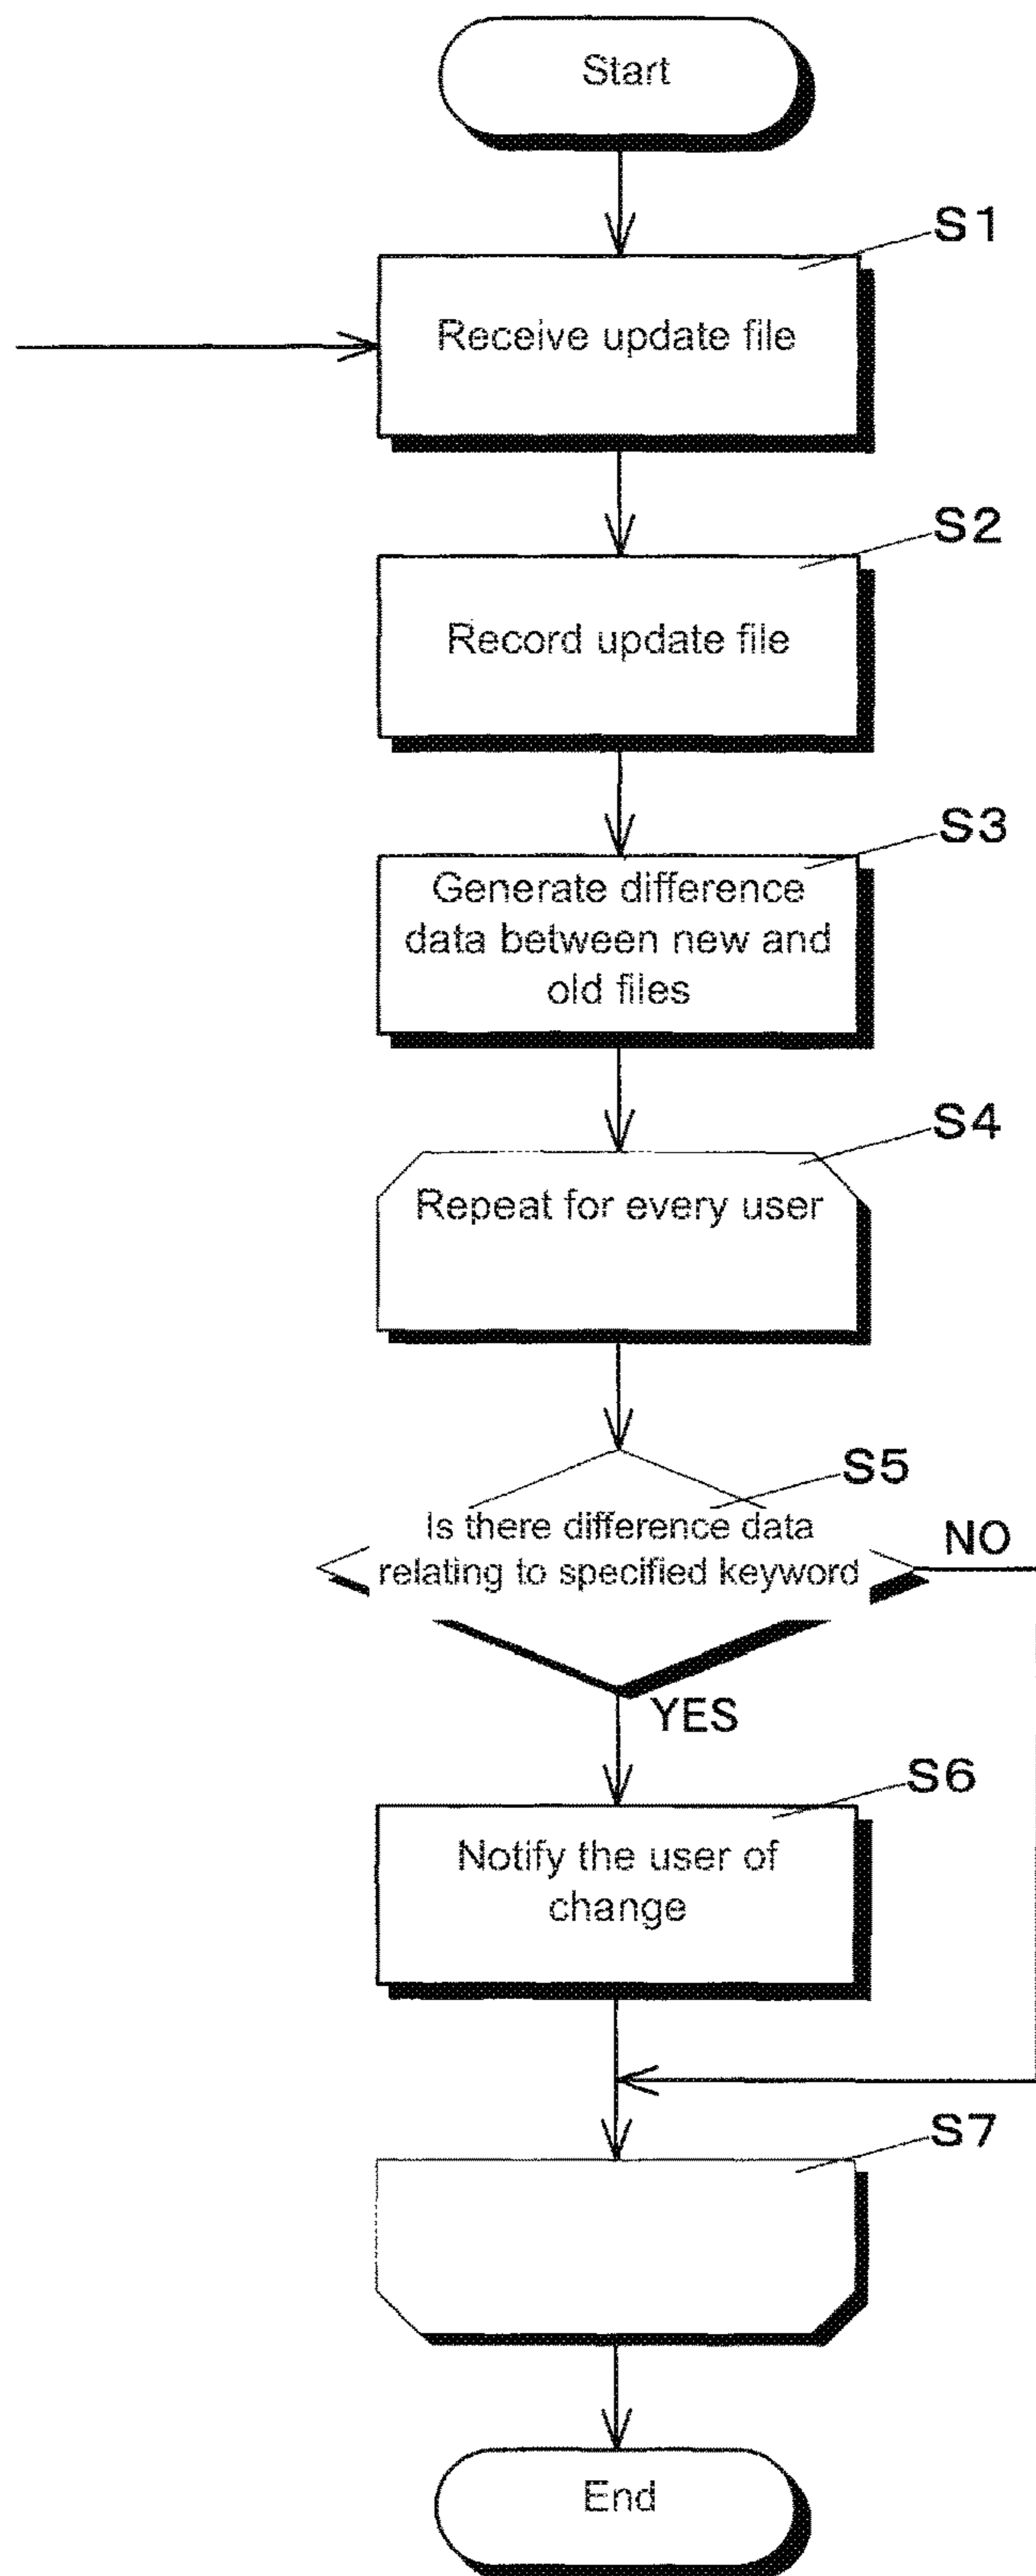 Start
S1
Receive update file
S2
Record update file
S3
Generate difference
data between new and
old files
S4
Repeat for every user
S5
Is there difference data
relating to specified keyword
NO
YES
S6
Notify the user of
change
S7
End